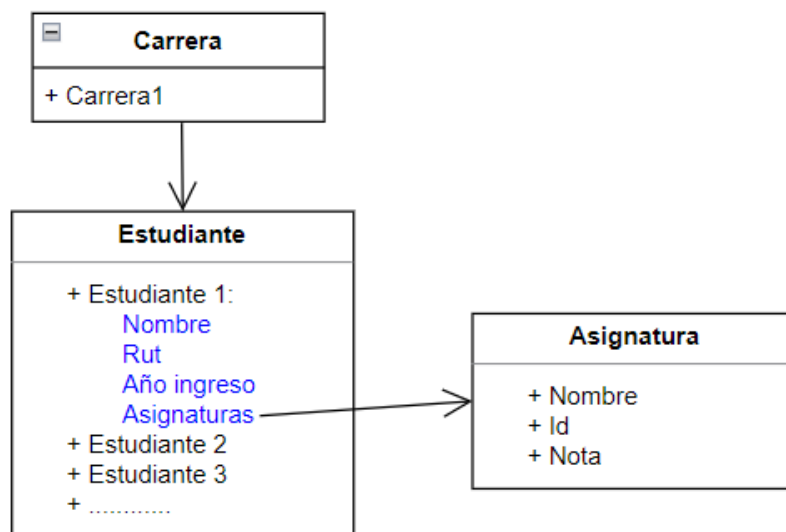 Carrera
+ Carrera1
Estudiante
+ Estudiante 1:
Nombre
Rut
Año ingreso
Asignaturas
+ Estudiante 2
+ Estudiante 3
+ ............
Asignatura
+ Nombre
+ Id
+ Nota